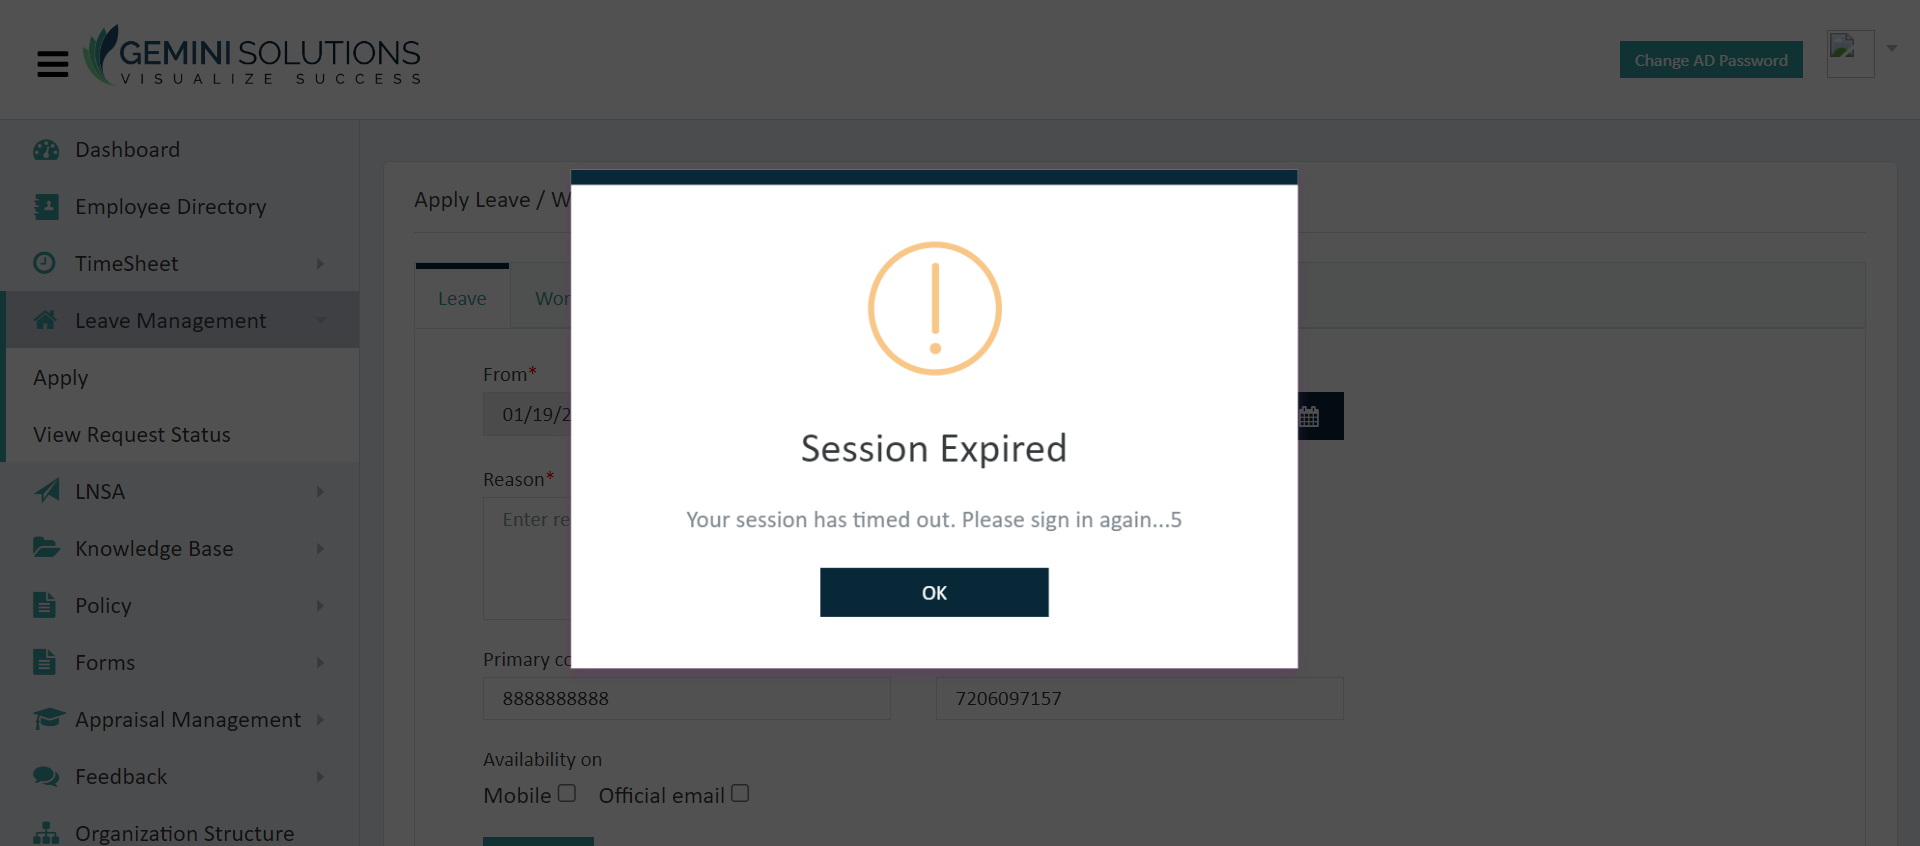 GEMINI SOLUTIONS
VISUALIZE SUCCESS
Change AD Password
Dashboard
Employee Directory
TimeSheet
Leave Management
Apply
View Request Status
LNSA
Knowledge Base
Policy
Forms
Appraisal Management
Feedback
Organization Structure
Apply Leave / W
Leave
Wor
From*
01/19/2
Reason*
Enter re
Primary co
8888888888
7206097157
Availability on
Mobile Official email
Session Expired
Your session has timed out. Please sign in again...5
OK